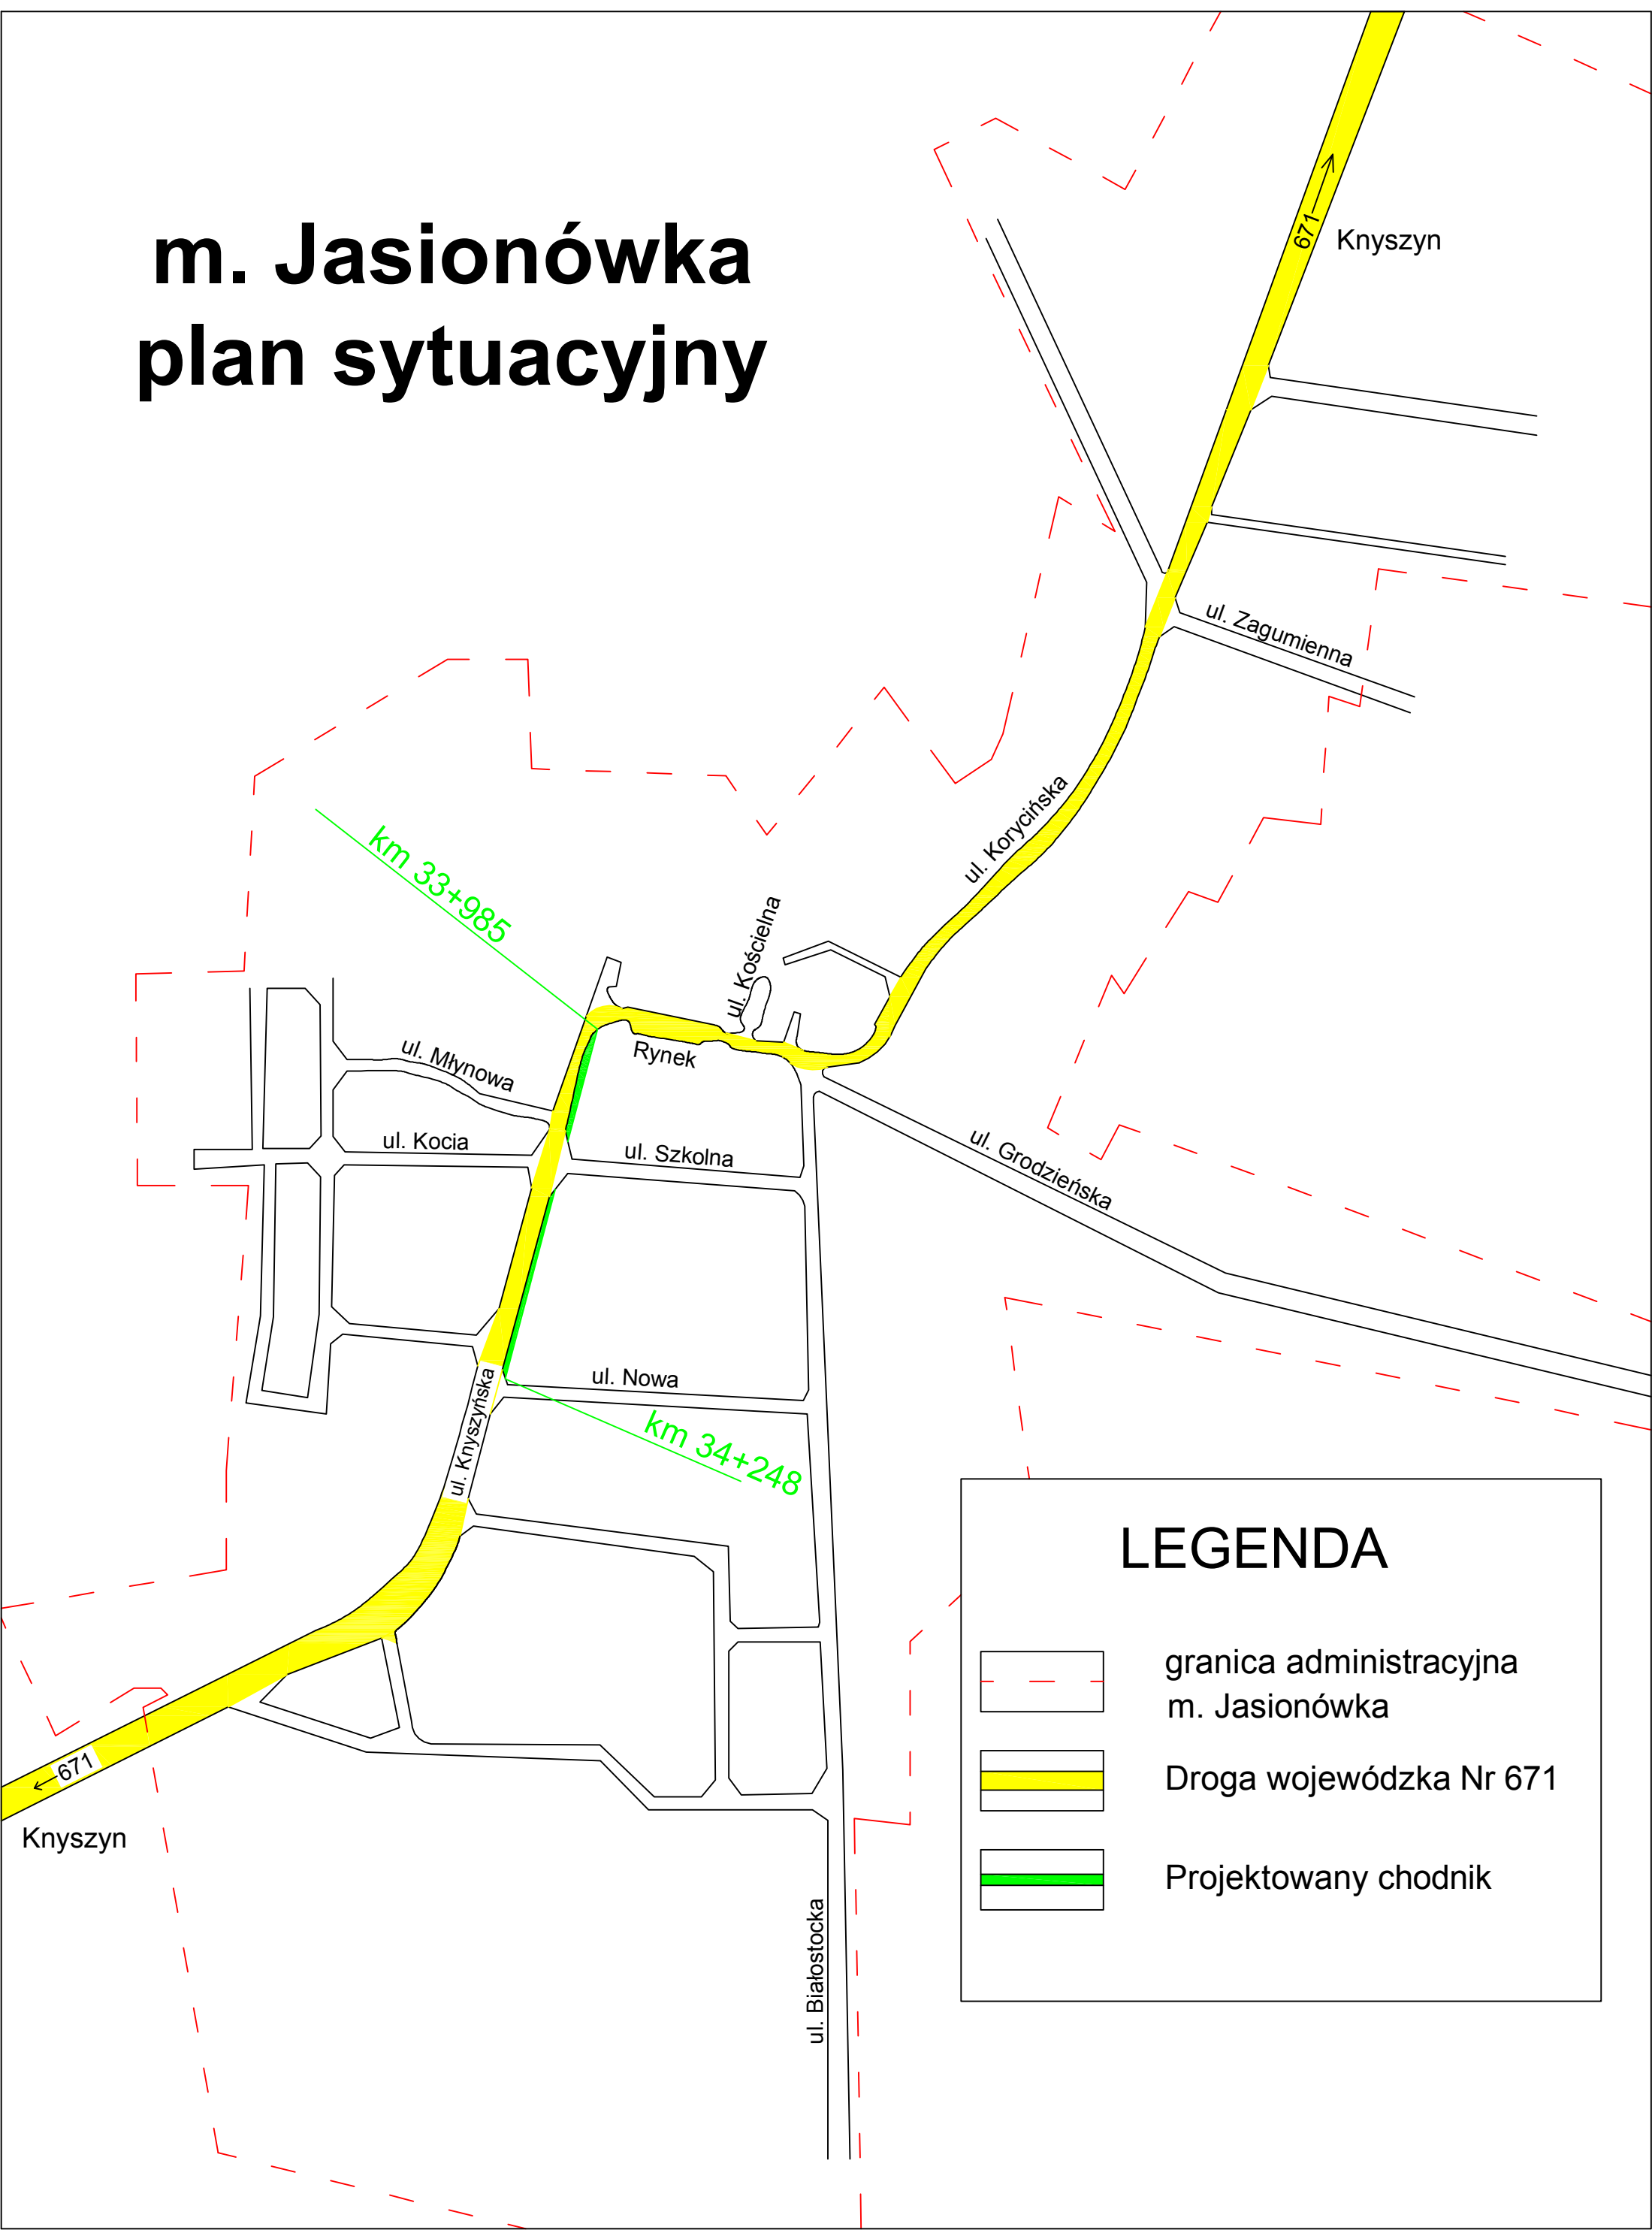 m. Jasionówka
plan sytuacyjny
671
Knyszyn
ul. Zagumienna
ul. Korycińska
km 33+985
ul. Kościelna
Rynek
ul. Młynowa
ul. Kocia
ul. Szkolna
ul. Grodzieńska
ul. Nowa
ul. Knyszyńska
km 34+248
LEGENDA
granica administracyjna
m. Jasionówka
Droga wojewódzka Nr 671
Projektowany chodnik
671
Knyszyn
ul. Białostocka